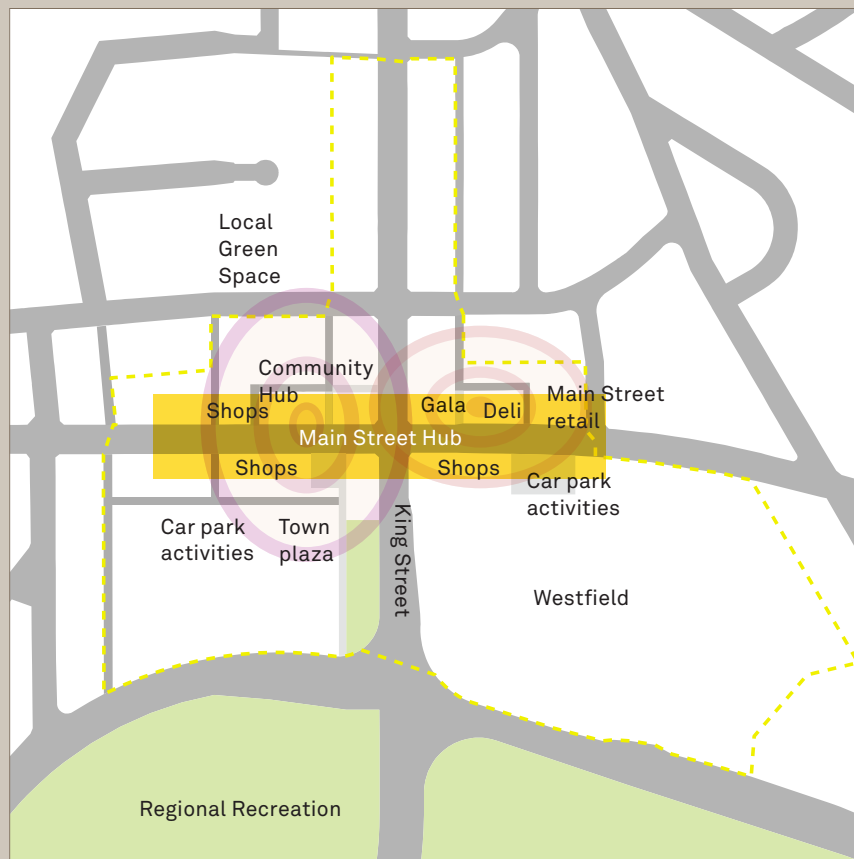 Local
Green
Space
Community
Hub
Shops
Gala
Deli
Main Street
retail
Main Street Hub
Shops
Shops
Car park
activities
King Street
Car park
activities
Town
plaza
Westfield
Regional Recreation